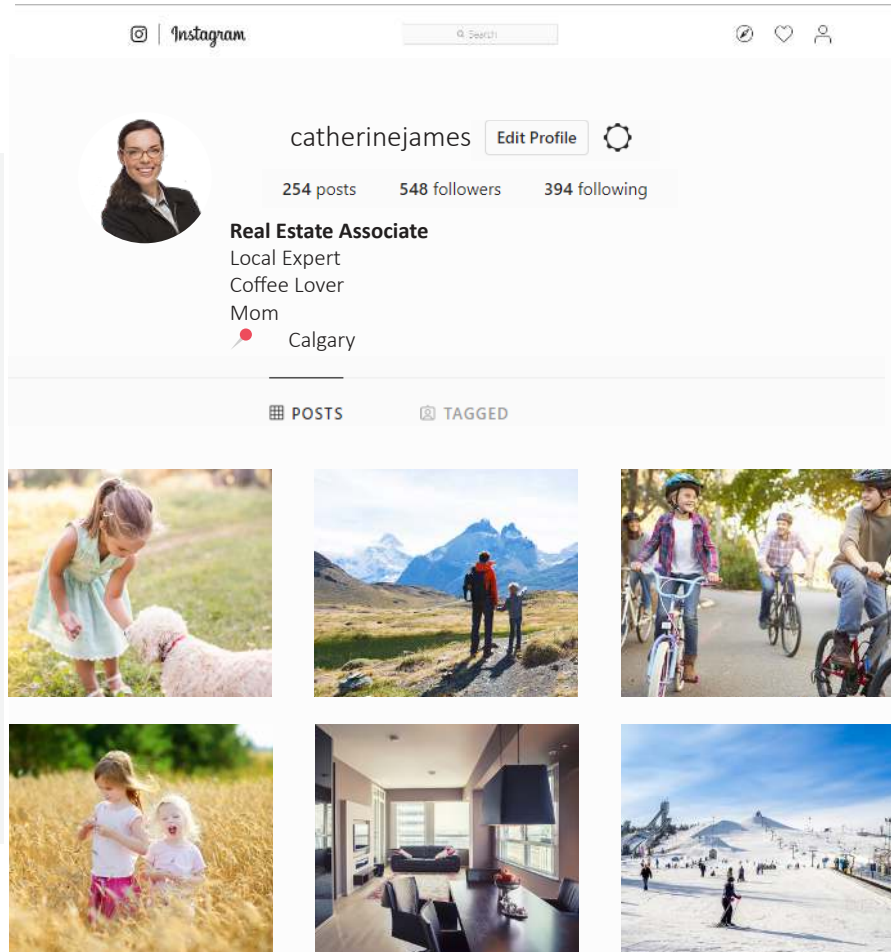 Instagram
Search
catherinejames Edit Profile
254 posts 548 followers 394 following
Real Estate Associate
Local Expert
Coffee Lover
Mom
Calgary
POSTS TAGGED